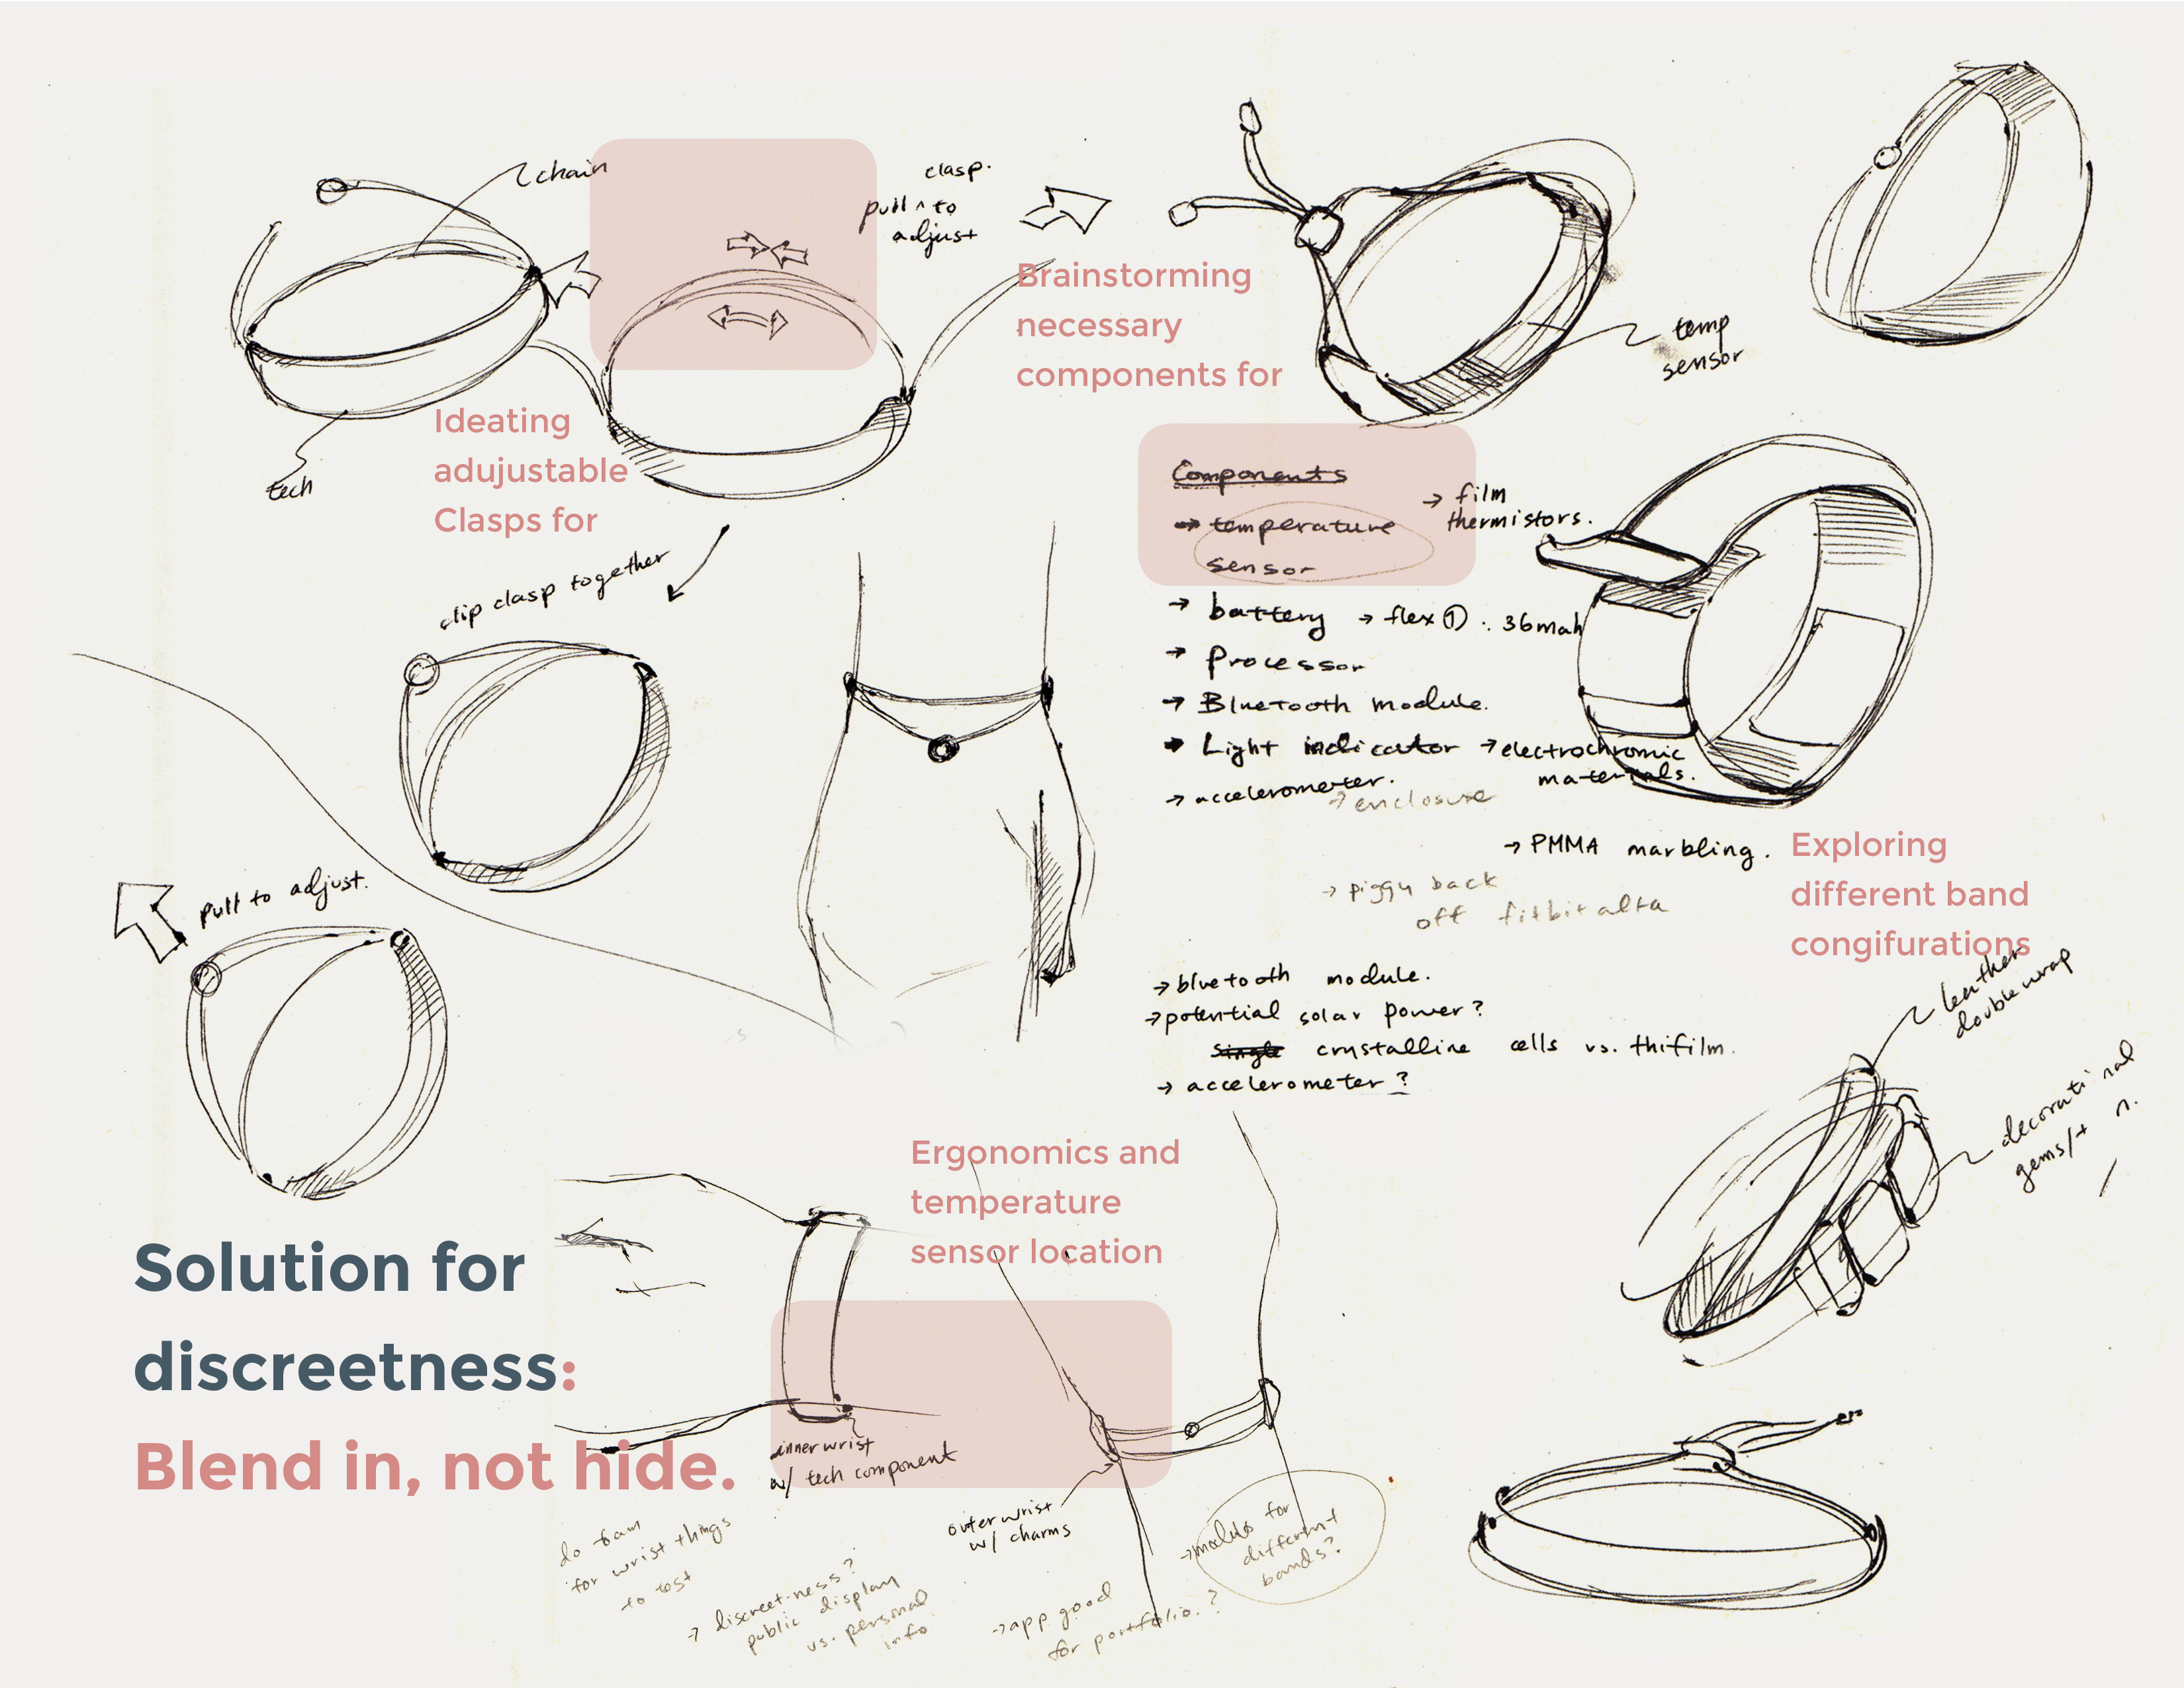 chain
clasp.
pull ^ to
adjust
Brainstorming
necessary
components for
temp
sensor
Ideating
adujustable
Clasps for
tech
Components
→ temperature
sensor
→ film
thermistors.
→ battery → flex ① : 36mah
→ Processor
→ Bluetooth module.
→ Light indicator → electrochromic
materials.
→ accelerometer.
→ enclosure
→ PMMA marbling.
→ piggy back
off fitbit alta
clip clasp together
pull to adjust.
Exploring
different band
congifurations
leather
double wrap
→ bluetooth module.
→ potential solar power?
single crystalline cells vs. thifilm.
→ accelerometer?
gems/
Ergonomics and
temperature
sensor location
Solution for
discreetness:
Blend in, not hide.
inner wrist
w/ tech component
outer wrist
w/ charms
do foam
for wrist things
to test
→ discreet-ness?
public display
vs. personal
info
→ app good
for portfolio.?
for
different
bands?